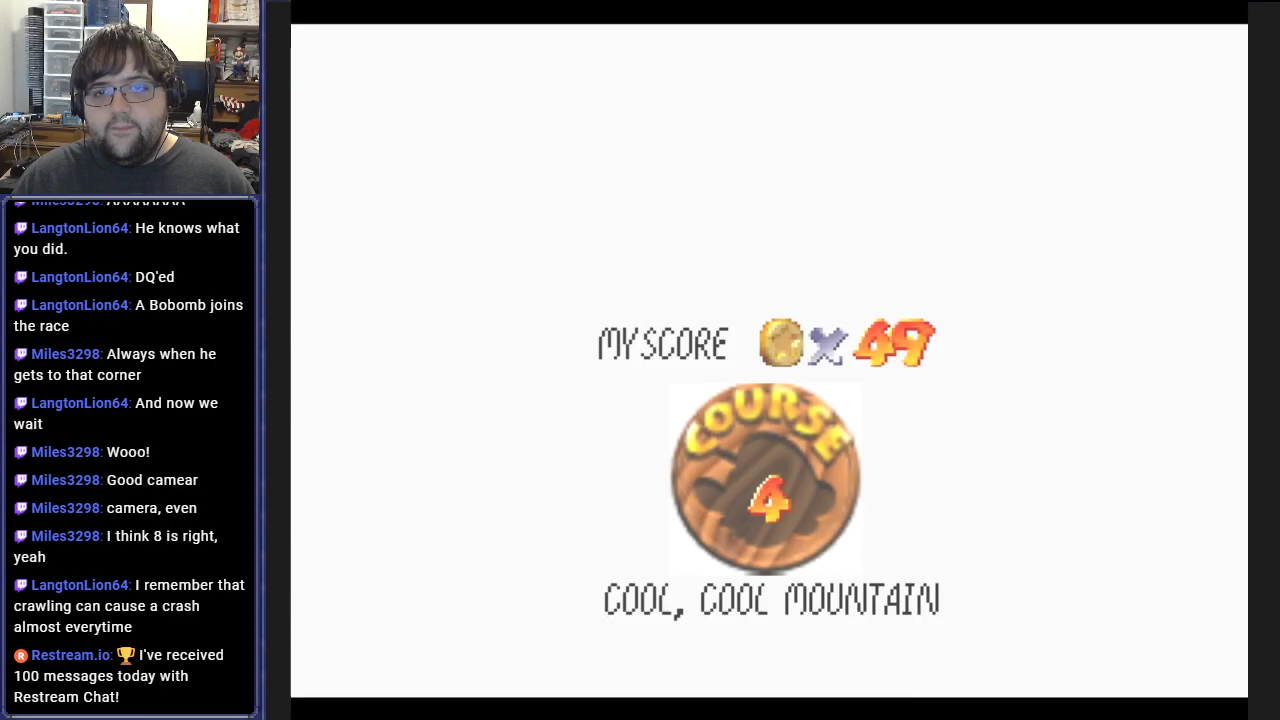 Miles3298: AAAAAAAA
LangtonLion64: He knows what
you did.
LangtonLion64: DQ'ed
LangtonLion64: A Bobomb joins
the race
Miles3298: Always when he
gets to that corner
LangtonLion64: And now we
wait
Miles3298: Wooo!
Miles3298: Good camear
Miles3298: camera, even
Miles3298: I think 8 is right,
yeah
LangtonLion64: I remember that
crawling can cause a crash
almost everytime
Restream.io: 🏆 I've received
100 messages today with
Restream Chat!
MY SCORE × 49
COURSE
4
COOL, COOL MOUNTAIN